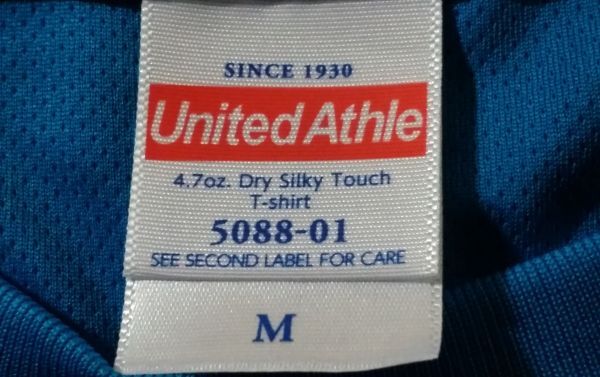 SINCE 1930
United Athle
4.7oz. Dry Silky Touch
T-shirt
5088-01
SEE SECOND LABEL FOR CARE
M